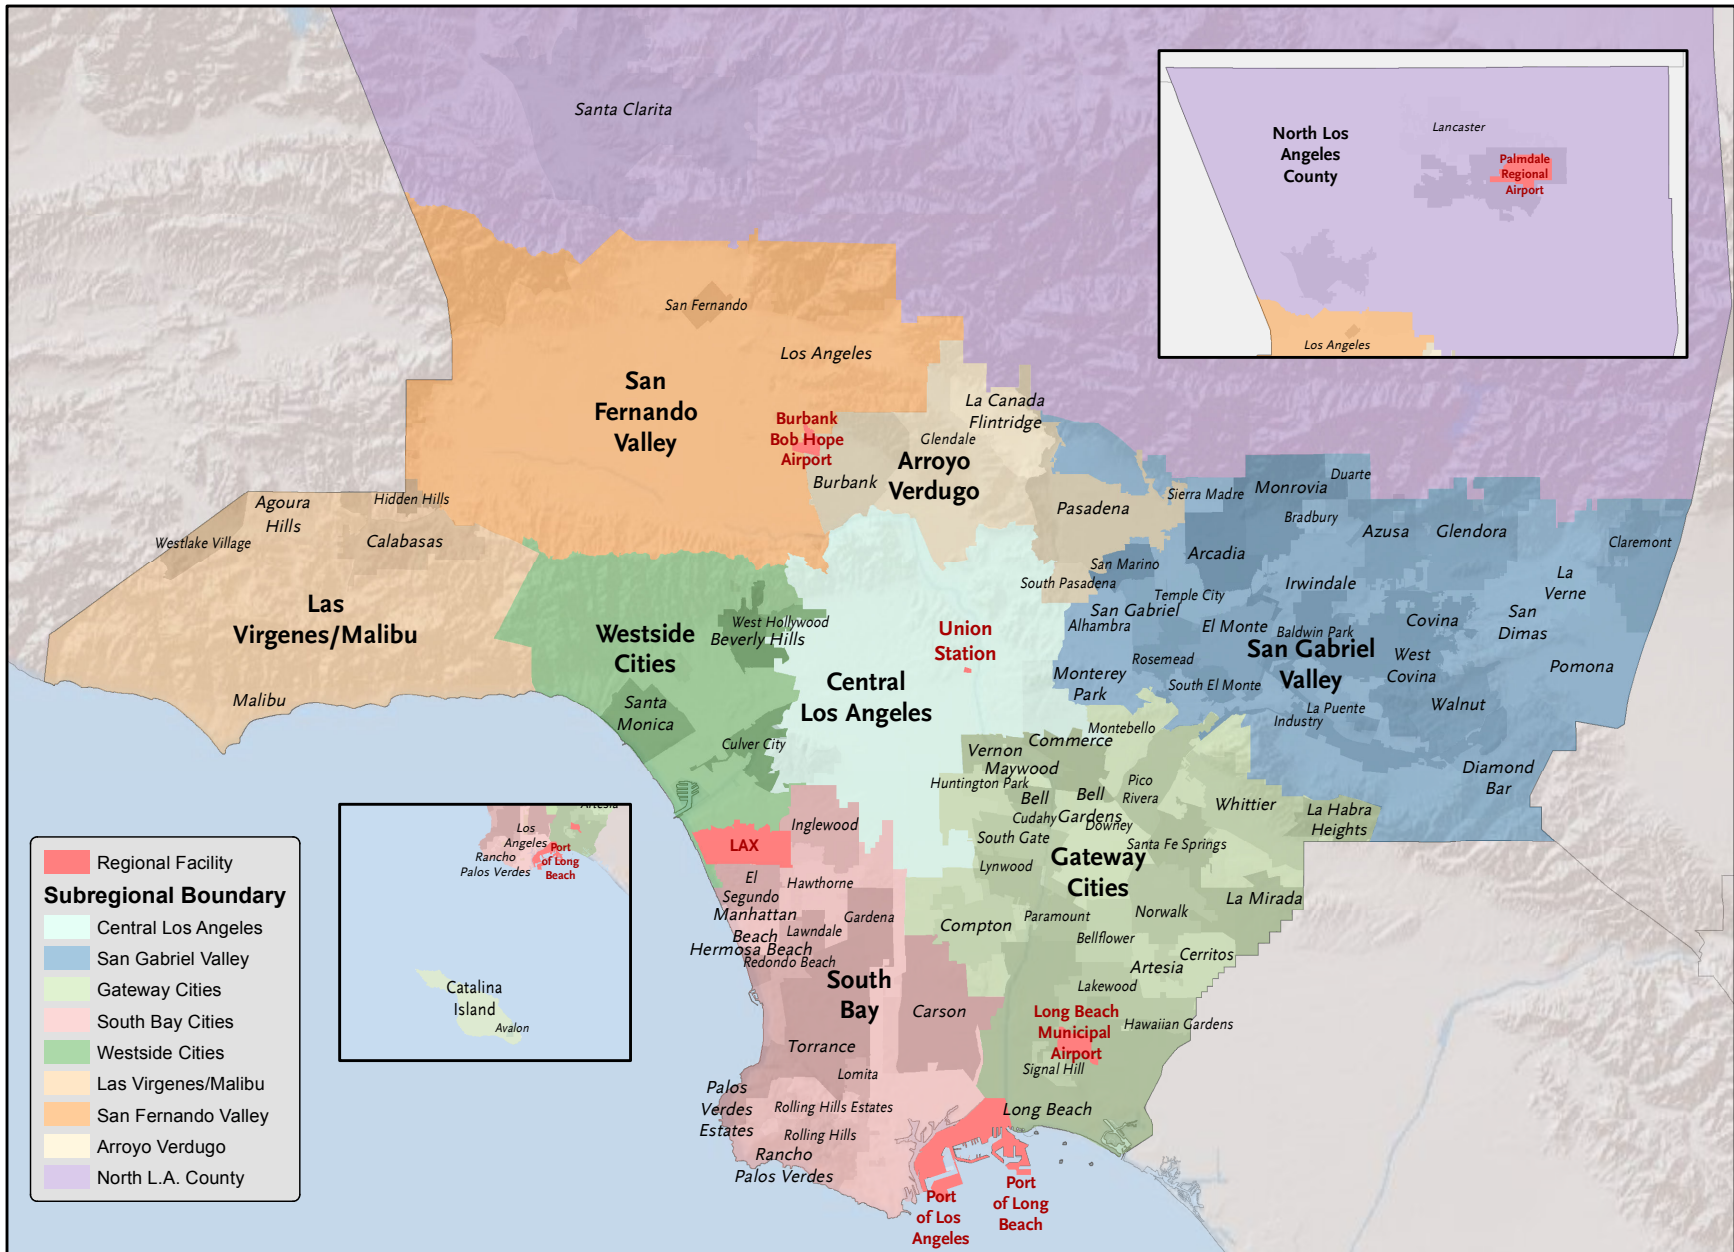 Santa Clarita
North Los
Angeles
County
Lancaster
Palmdale
Regional
Airport
Los Angeles
San Fernando
Los Angeles
San
Fernando
Valley
Burbank
Bob Hope
Airport
La Canada
Flintridge
Glendale
Arroyo
Verdugo
Burbank
Pasadena
South Pasadena
Agoura
Hills
Hidden Hills
Westlake Village
Calabasas
Las
Virgenes/Malibu
Malibu
Westside
Cities
West Hollywood
Beverly Hills
Santa
Monica
Culver City
Union
Station
Central
Los Angeles
Sierra Madre
Monrovia
Duarte
Bradbury
Azusa
Glendora
Claremont
Arcadia
San Marino
Irwindale
La
Verne
Temple City
San Gabriel
Alhambra
El Monte
Baldwin Park
Covina
San
Dimas
San Gabriel
Valley
West
Covina
Rosemead
Pomona
Monterey
Park
South El Monte
La Puente
Industry
Walnut
Diamond
Bar
Montebello
Commerce
Vernon
Maywood
Huntington Park
Bell
Cudahy
Bell
Gardens
Pico
Rivera
Downey
Whittier
La Habra
Heights
South Gate
Santa Fe Springs
Lynwood
Gateway
Cities
La Mirada
Compton
Paramount
Norwalk
Bellflower
Cerritos
Artesia
Lakewood
Long Beach
Municipal
Airport
Hawaiian Gardens
Signal Hill
Long Beach
Inglewood
LAX
El
Segundo
Hawthorne
Manhattan
Beach
Gardena
Lawndale
Hermosa Beach
Redondo Beach
South
Bay
Carson
Torrance
Lomita
Palos
Verdes
Estates
Rolling Hills Estates
Rolling Hills
Rancho
Palos Verdes
Port
of Los
Angeles
Port
of Long
Beach
Artesia
Los
Angeles
Rancho
Palos Verdes
Port
of Long
Beach
Catalina
Island
Avalon
Regional Facility
Subregional Boundary
Central Los Angeles
San Gabriel Valley
Gateway Cities
South Bay Cities
Westside Cities
Las Virgenes/Malibu
San Fernando Valley
Arroyo Verdugo
North L.A. County